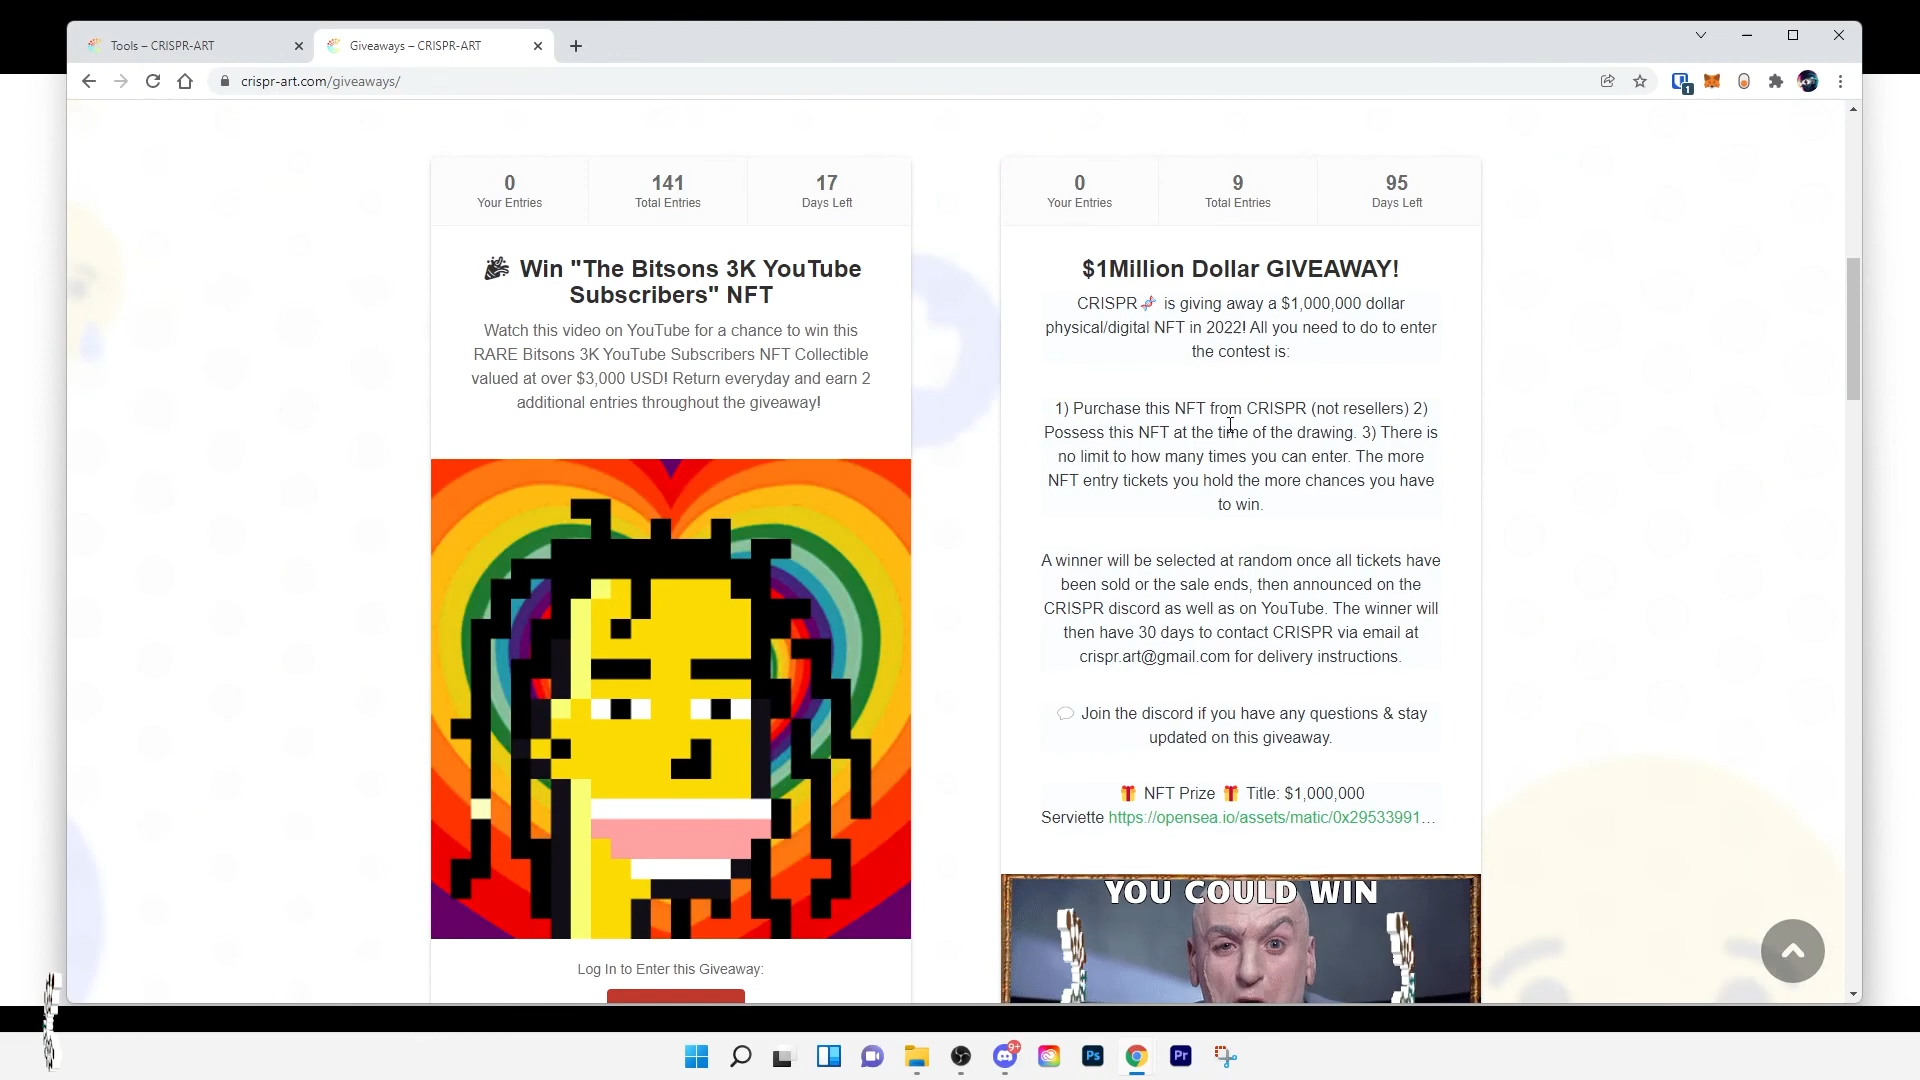 Tools – CRISPR-ART
Giveaways – CRISPR-ART
crispr-art.com/giveaways/
1
0
Your Entries
141
Total Entries
17
Days Left
🎉 Win "The Bitsons 3K YouTube
Subscribers" NFT
Watch this video on YouTube for a chance to win this
RARE Bitsons 3K YouTube Subscribers NFT Collectible
valued at over $3,000 USD! Return everyday and earn 2
additional entries throughout the giveaway!
Log In to Enter this Giveaway:
0
Your Entries
9
Total Entries
95
Days Left
$1Million Dollar GIVEAWAY!
CRISPR🧬 is giving away a $1,000,000 dollar
physical/digital NFT in 2022! All you need to do to enter
the contest is:
1) Purchase this NFT from CRISPR (not resellers) 2)
Possess this NFT at the time of the drawing. 3) There is
no limit to how many times you can enter. The more
NFT entry tickets you hold the more chances you have
to win.
A winner will be selected at random once all tickets have
been sold or the sale ends, then announced on the
CRISPR discord as well as on YouTube. The winner will
then have 30 days to contact CRISPR via email at
crispr.art@gmail.com for delivery instructions.
💬 Join the discord if you have any questions & stay
updated on this giveaway.
🎁 NFT Prize 🎁 Title: $1,000,000
Serviette https://opensea.io/assets/matic/0x29533991…
YOU COULD WIN
9+
Ps
Pr